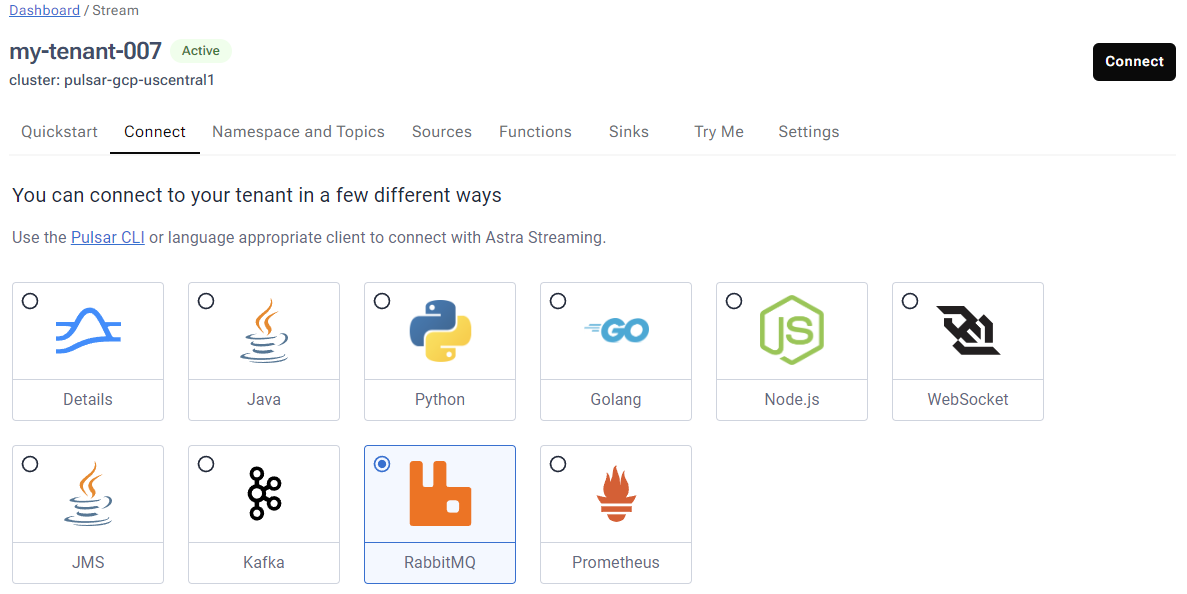 Dashboard / Stream
my-tenant-007 Active
cluster: pulsar-gcp-uscentral1
Connect
Quickstart Connect Namespace and Topics Sources Functions Sinks Try Me Settings
You can connect to your tenant in a few different ways
Use the Pulsar CLI or language appropriate client to connect with Astra Streaming.
GO JS
Details Java Python Golang Node.js WebSocket
JMS Kafka RabbitMQ Prometheus